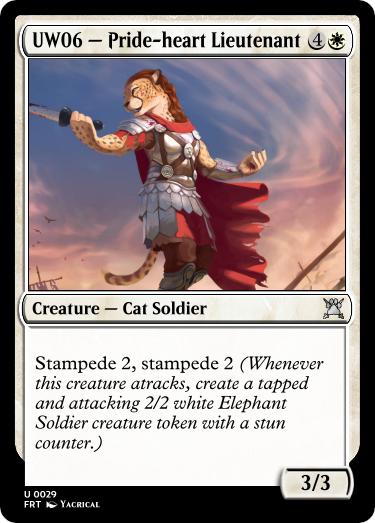 UW06 — Pride-heart Lieutenant 4
Creature — Cat Soldier
Stampede 2, stampede 2 (Whenever
this creature atracks, create a tapped
and attacking 2/2 white Elephant
Soldier creature token with a stun
counter.)
3/3
U 0029
FRT Yacrical